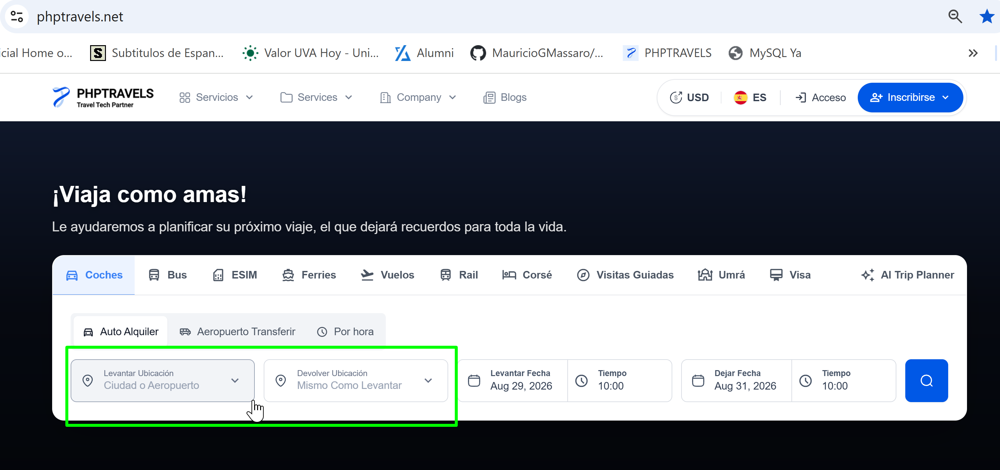 phptravels.net
icial Home o... Subtitulos de Espan... Valor UVA Hoy - Uni... Alumni MauricioGMassaro/... PHPTRAVELS MySQL Ya
PHPTRAVELS
Travel Tech Partner
Servicios Services Company Blogs USD ES Acceso Inscribirse
¡Viaja como amas!
Le ayudaremos a planificar su próximo viaje, el que dejará recuerdos para toda la vida.
Coches Bus ESIM Ferries Vuelos Rail Corsé Visitas Guiadas Umrá Visa AI Trip Planner
Auto Alquiler Aeropuerto Transferir Por hora
Levantar Ubicación Devolver Ubicación Levantar Fecha Tiempo Dejar Fecha Tiempo
Ciudad o Aeropuerto Mismo Como Levantar Aug 29, 2026 10:00 Aug 31, 2026 10:00